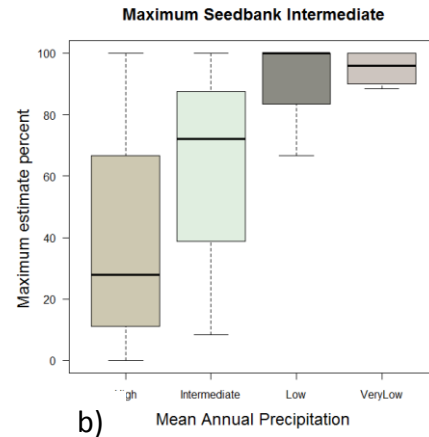 Maximum Seedbank Intermediate
Maximum estimate percent
100
80
60
40
20
0
Intermediate
Low
VeryLow
b)
Mean Annual Precipitation